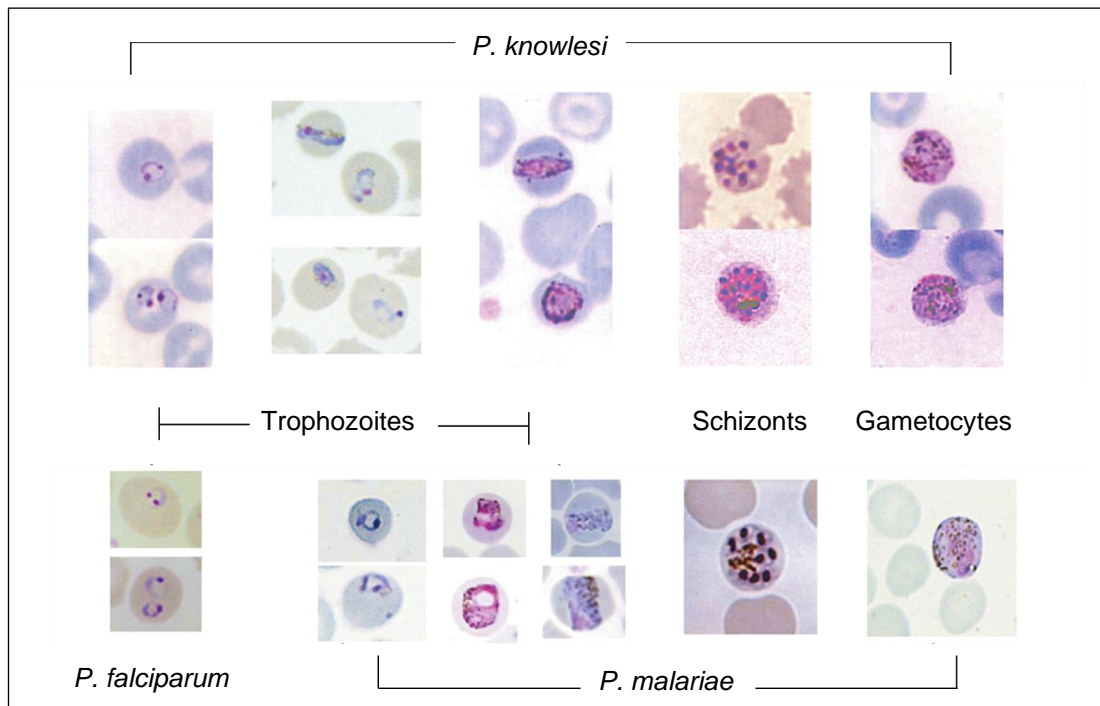 P. knowlesi
Trophozoites Schizonts Gametocytes
P. falciparum P. malariae